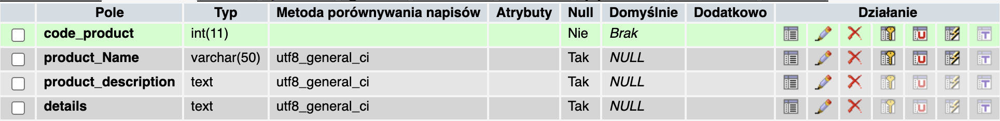 Pole Typ Metoda porównywania napisów Atrybuty Null Domyślnie Dodatkowo Działanie
code_product int(11) Nie Brak
product_Name varchar(50) utf8_general_ci Tak NULL
product_description text utf8_general_ci Tak NULL
details text utf8_general_ci Tak NULL